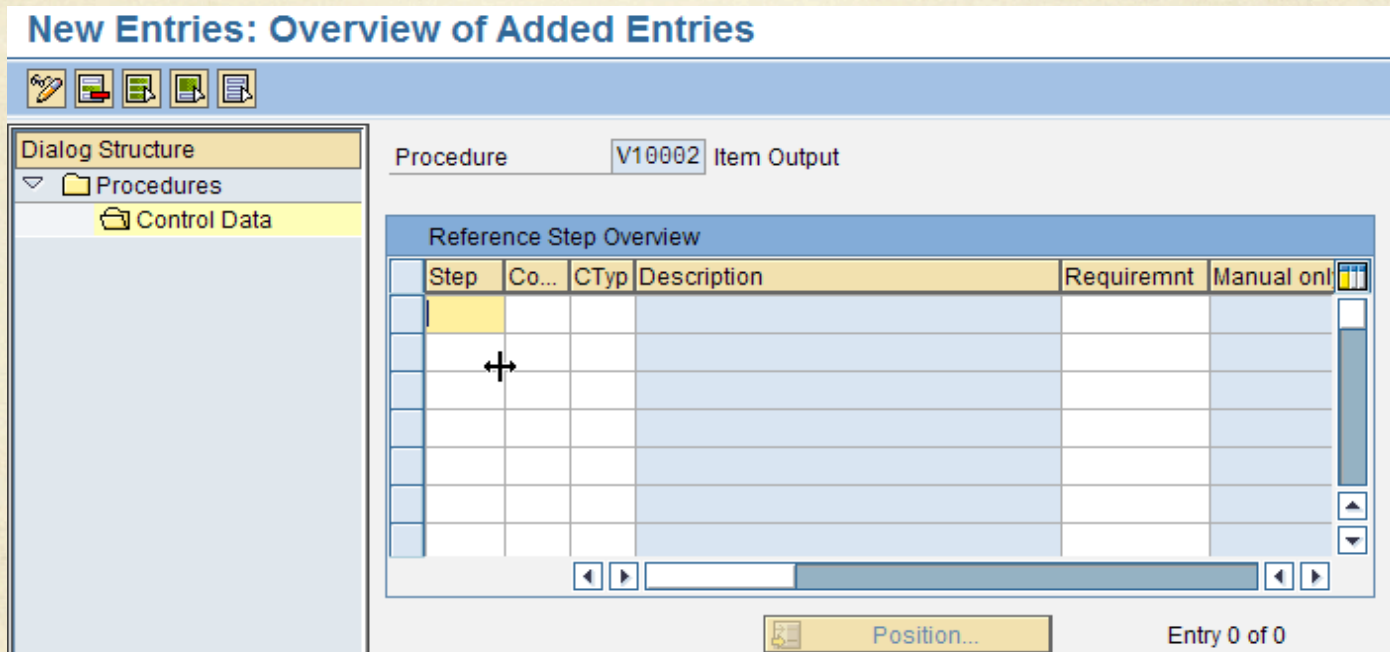 New Entries: Overview of Added Entries
Dialog Structure
Procedures
Control Data
Procedure V10002 Item Output
Reference Step Overview
Step Co... CTyp Description Requiremnt Manual onl
Position... Entry 0 of 0